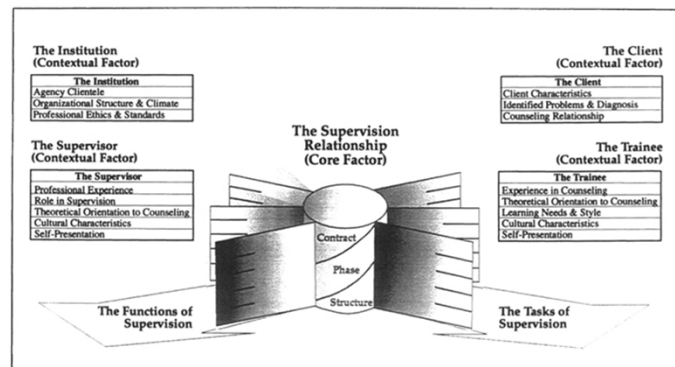 The Institution
(Contextual Factor)
The Institution
Agency Clientele
Organizational Structure & Climate
Professional Ethics & Standards
The Client
(Contextual Factor)
The Client
Client Characteristics
Identified Problems & Diagnosis
Counseling Relationship
The Supervision
Relationship
(Core Factor)
The Supervisor
(Contextual Factor)
The Supervisor
Professional Experience
Role in Supervision
Theoretical Orientation to Counseling
Cultural Characteristics
Self-Presentation
The Trainee
(Contextual Factor)
The Trainee
Experience in Counseling
Theoretical Orientation to Counseling
Learning Needs & Style
Cultural Characteristics
Self-Presentation
Contract
Phase
Structure
The Functions of
Supervision
The Tasks of
Supervision